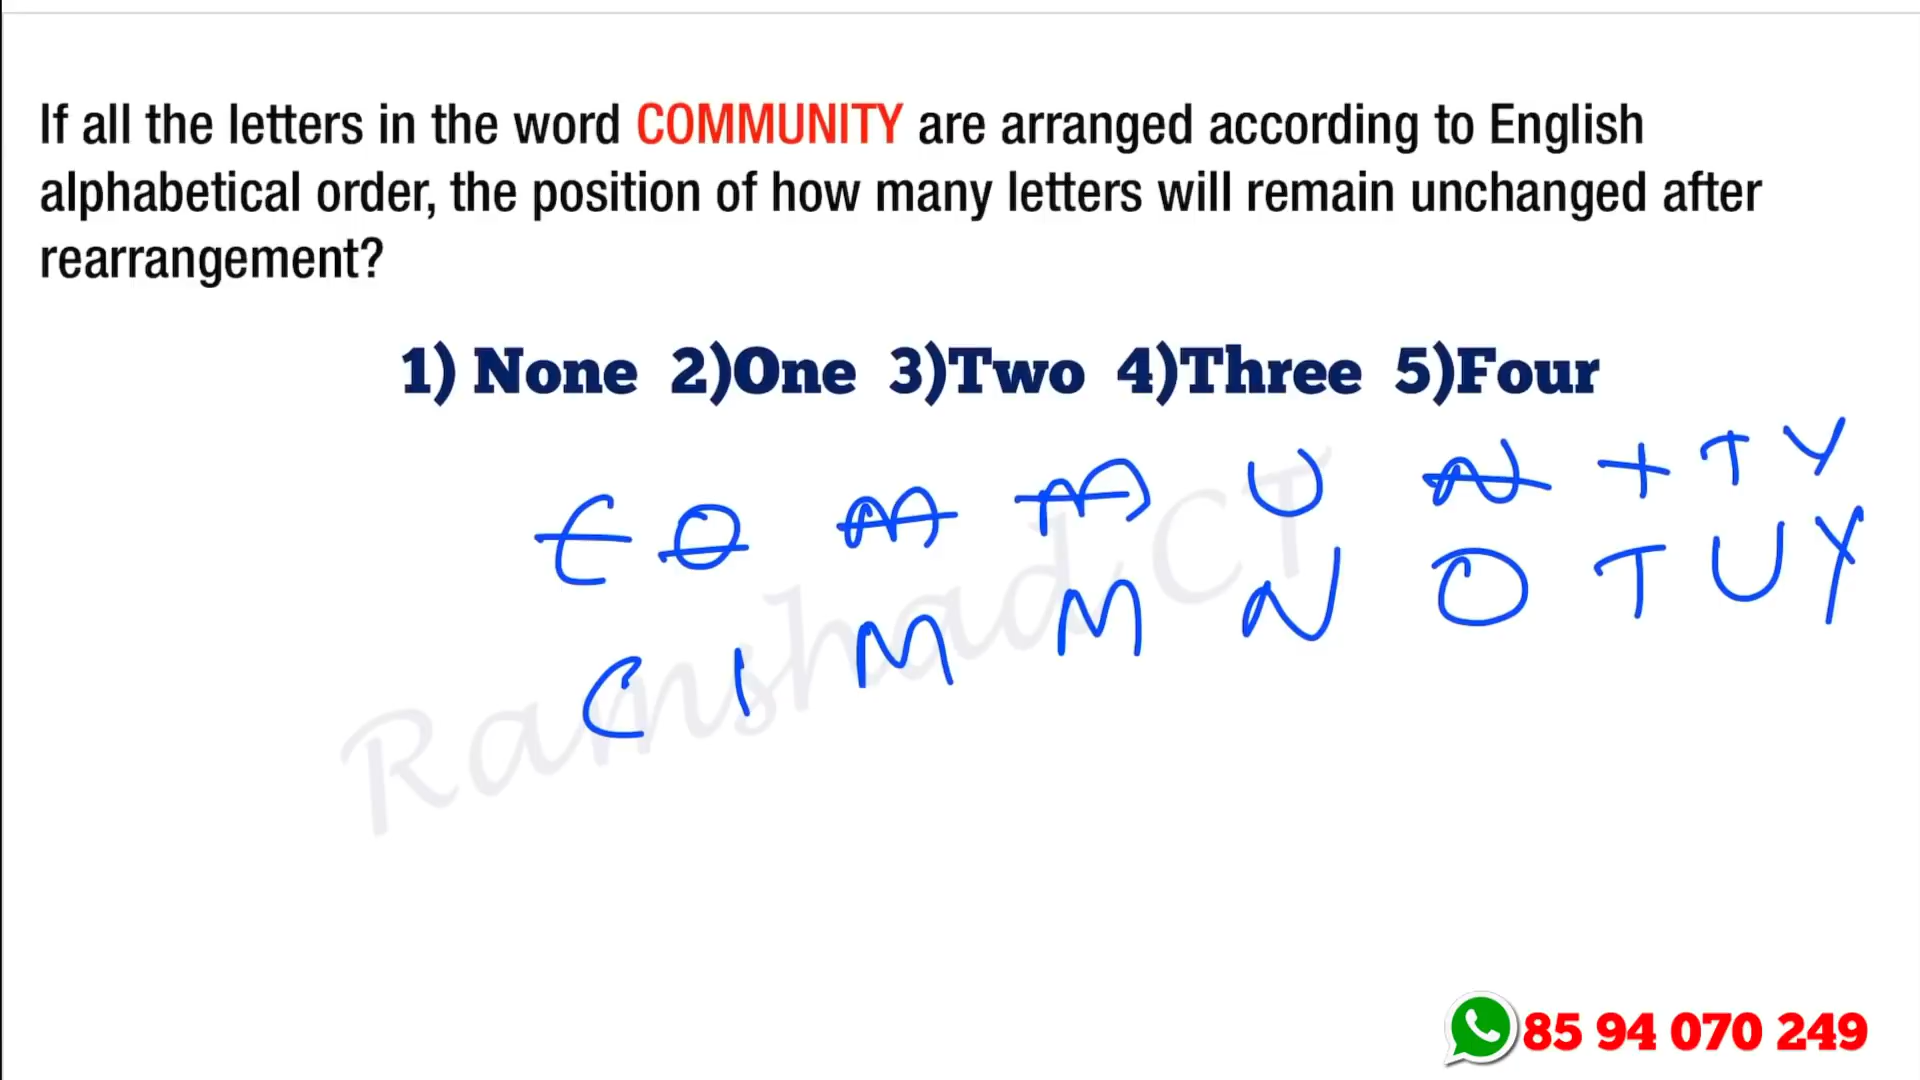 If all the letters in the word COMMUNITY are arranged according to English
alphabetical order, the position of how many letters will remain unchanged after
rearrangement?
1) None 2)One 3)Two 4)Three 5)Four
C O M M U N I T Y
C I M M N O T U Y
Ramshad CT
85 94 070 249